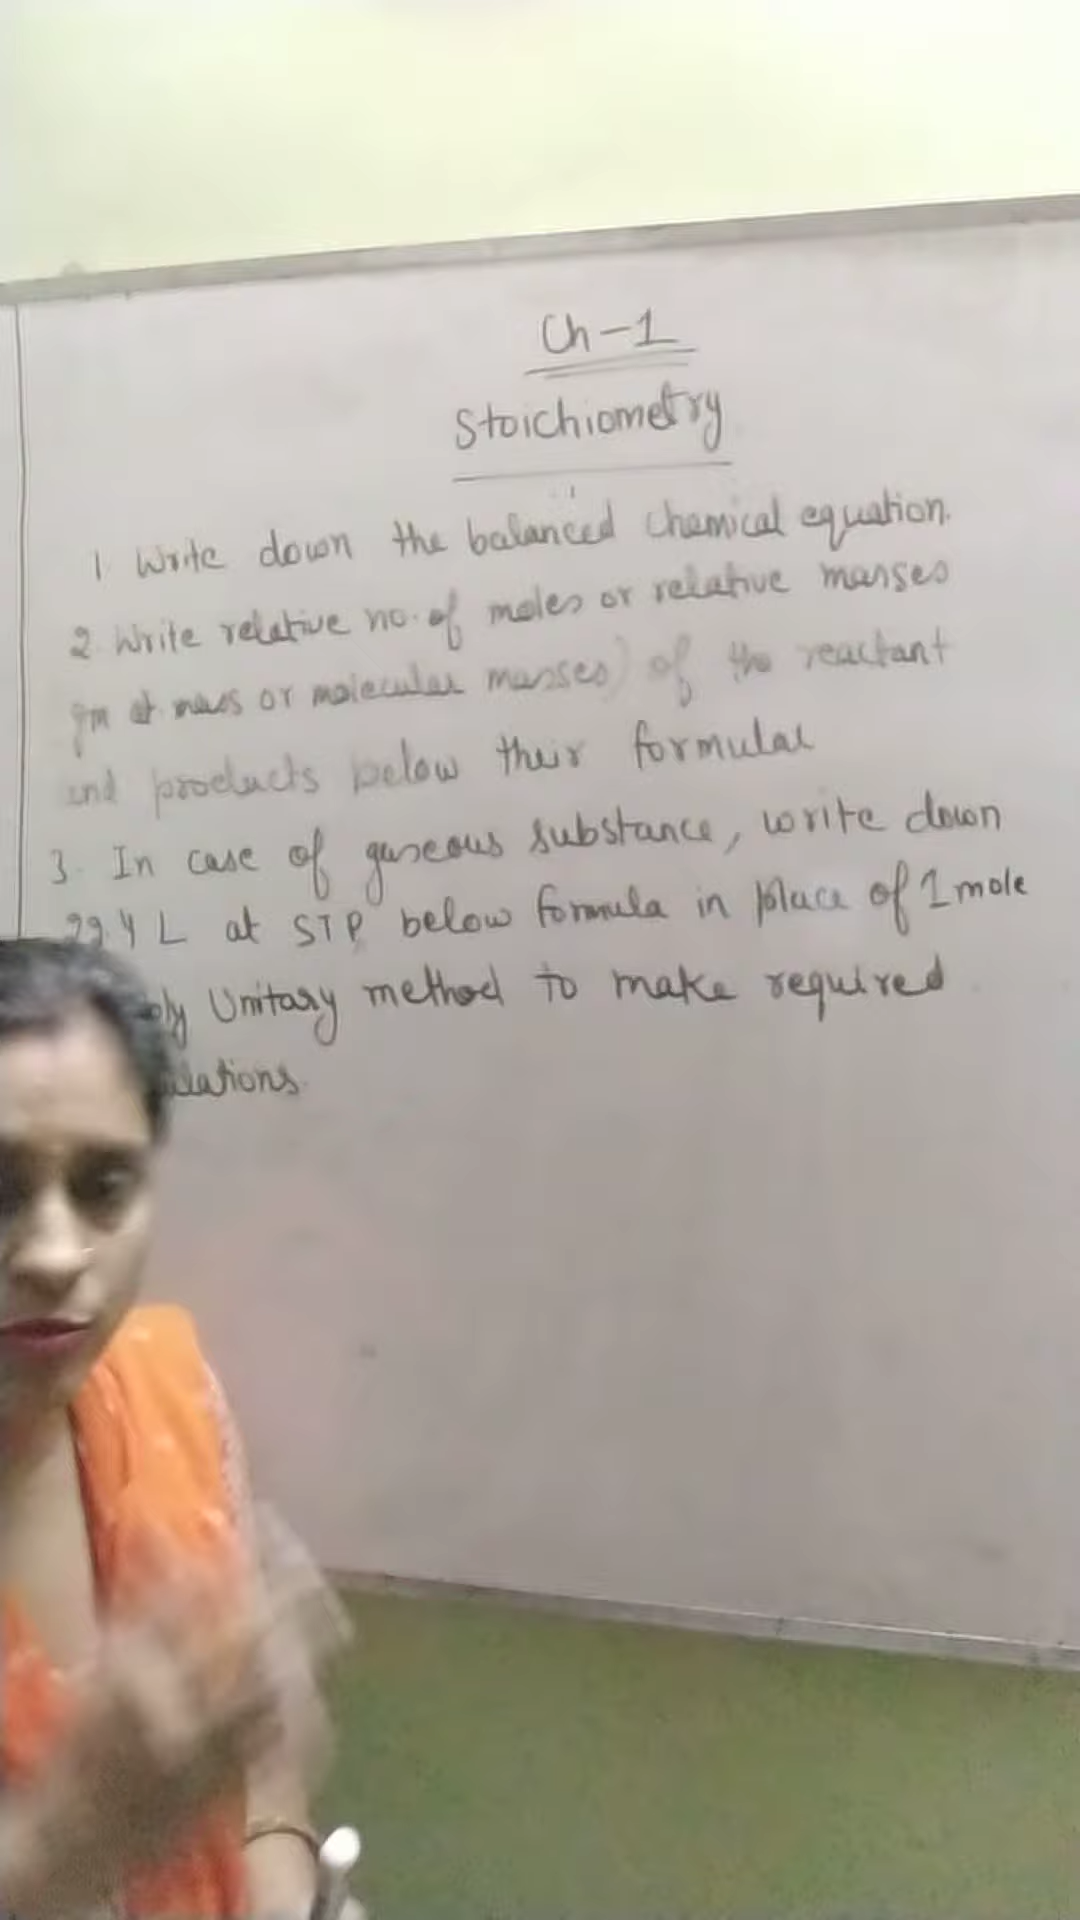 Ch-1
Stoichiometry
1. Write down the balanced chemical equation.
2. Write relative no. of moles or relative masses
gm at. mass or molecular masses) of the reactant
and products below their formulae
3. In case of gaseous substance, write down
22.4 L at STP below formula in place of 1 mole
ply Unitary method to make required
ulations.